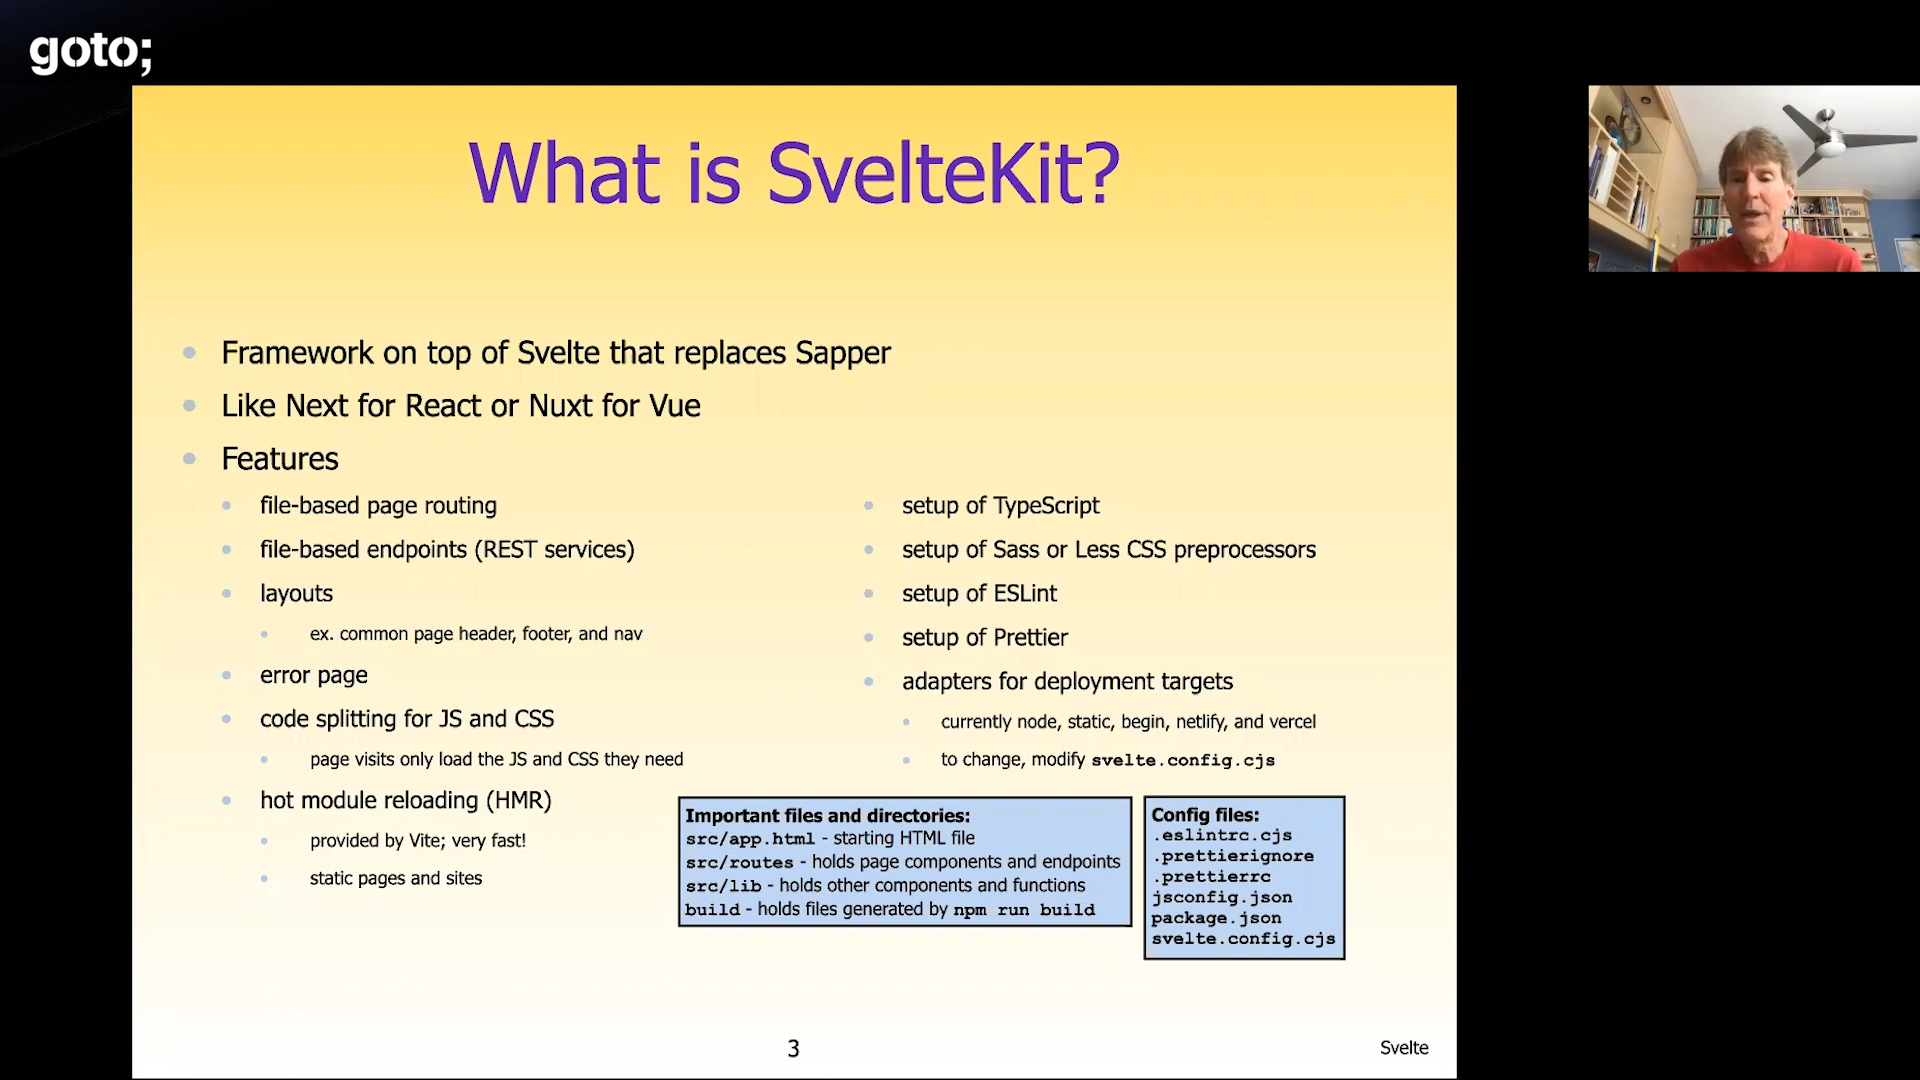 goto;
What is SvelteKit?
Framework on top of Svelte that replaces Sapper
Like Next for React or Nuxt for Vue
Features
file-based page routing
file-based endpoints (REST services)
layouts
ex. common page header, footer, and nav
error page
code splitting for JS and CSS
page visits only load the JS and CSS they need
hot module reloading (HMR)
provided by Vite; very fast!
static pages and sites
setup of TypeScript
setup of Sass or Less CSS preprocessors
setup of ESLint
setup of Prettier
adapters for deployment targets
currently node, static, begin, netlify, and vercel
to change, modify svelte.config.cjs
Important files and directories:
src/app.html - starting HTML file
src/routes - holds page components and endpoints
src/lib - holds other components and functions
build - holds files generated by npm run build
Config files:
.eslintrc.cjs
.prettierignore
.prettierrc
jsconfig.json
package.json
svelte.config.cjs
3
Svelte